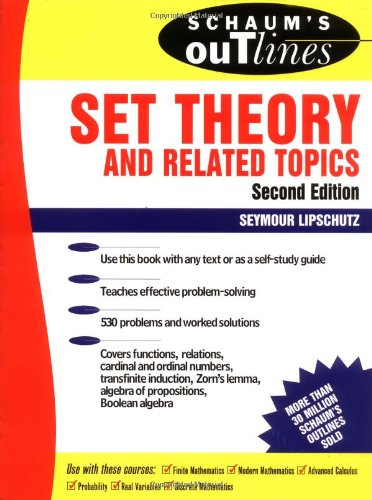 SCHAUM'S
ouTlines
SET THEORY
AND RELATED TOPICS
Second Edition
SEYMOUR LIPSCHUTZ
Use this book with any text or as a self-study guide
Teaches effective problem-solving
530 problems and worked solutions
Covers functions, relations,
cardinal and ordinal numbers,
transfinite induction, Zorn's lemma,
algebra of propositions,
Boolean algebra
MORE THAN
30 MILLION
SCHAUM'S
OUTLINES
SOLD
Use with these courses: Finite Mathematics Modern Mathematics Advanced Calculus
Probability Real Variables Discrete Mathematics
Copyrighted Material